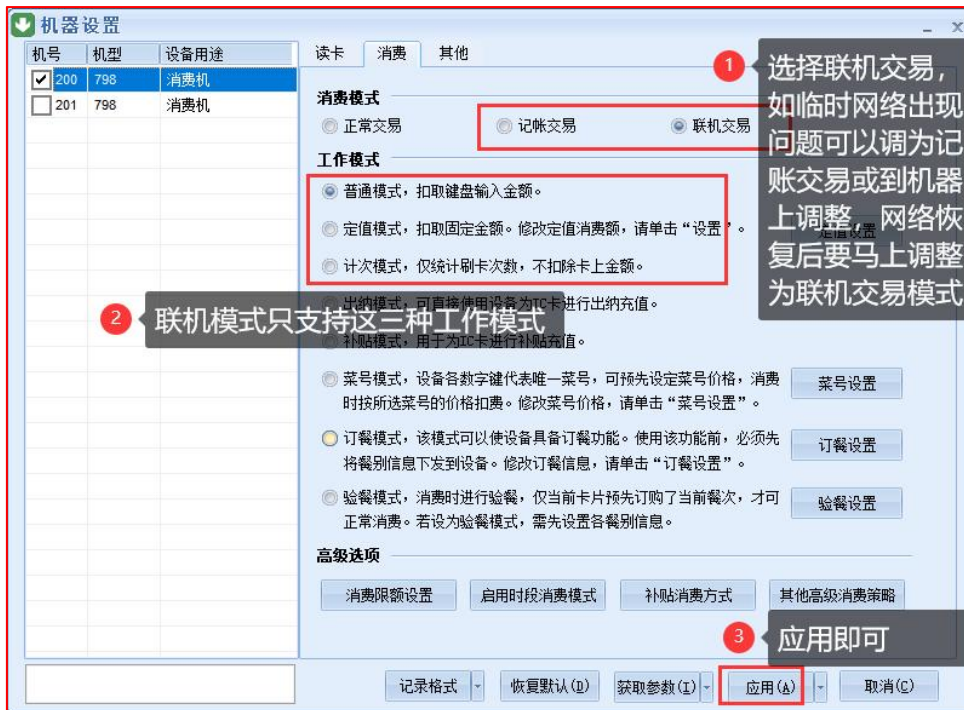 机器设置
机号 机型 设备用途
200 798 消费机
201 798 消费机
读卡 消费 其他
消费模式
正常交易 记帐交易 联机交易
工作模式
普通模式，扣取键盘输入金额。
定值模式，扣取固定金额。修改定值消费额，请单击“设置”。
定值设置
计次模式，仅统计刷卡次数，不扣除卡上金额。
出纳模式，可直接使用设备为IC卡进行出纳充值。
补贴模式，用于为IC卡进行补贴充值。
菜号模式，设备各数字键代表唯一菜号，可预先设定菜号价格，消费
时按所选菜号的价格扣费。修改菜号价格，请单击“菜号设置”。
菜号设置
订餐模式，该模式可以使设备具备订餐功能。使用该功能前，必须先
将餐别信息下发到设备。修改订餐信息，请单击“订餐设置”。
订餐设置
验餐模式，消费时进行验餐，仅当前卡片预先订购了当前餐次，才可
正常消费。若设为验餐模式，需先设置各餐别信息。
验餐设置
高级选项
消费限额设置 启用时段消费模式 补贴消费方式 其他高级消费策略
记录格式 恢复默认(D) 获取参数(I) 应用(A) 取消(C)
1
选择联机交易，
如临时网络出现
问题可以调为记
账交易或到机器
上调整，网络恢
复后要马上调整
为联机交易模式
2 联机模式只支持这三种工作模式
3 应用即可